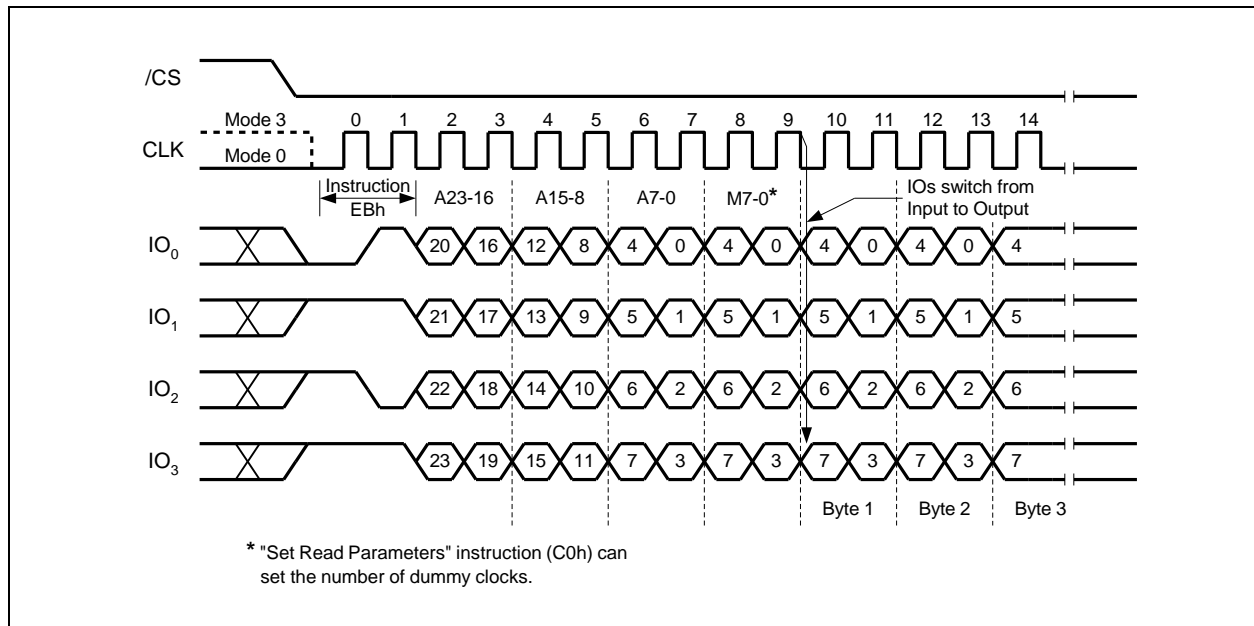 /CS
Mode 3 0 1 2 3 4 5 6 7 8 9 10 11 12 13 14
CLK
Mode 0
Instruction
EBh
A23-16 A15-8 A7-0 M7-0*
IOs switch from
Input to Output
IO0 20 16 12 8 4 0 4 0 4 0 4 0 4
IO1 21 17 13 9 5 1 5 1 5 1 5 1 5
IO2 22 18 14 10 6 2 6 2 6 2 6 2 6
IO3 23 19 15 11 7 3 7 3 7 3 7 3 7
Byte 1 Byte 2 Byte 3
* "Set Read Parameters" instruction (C0h) can
set the number of dummy clocks.